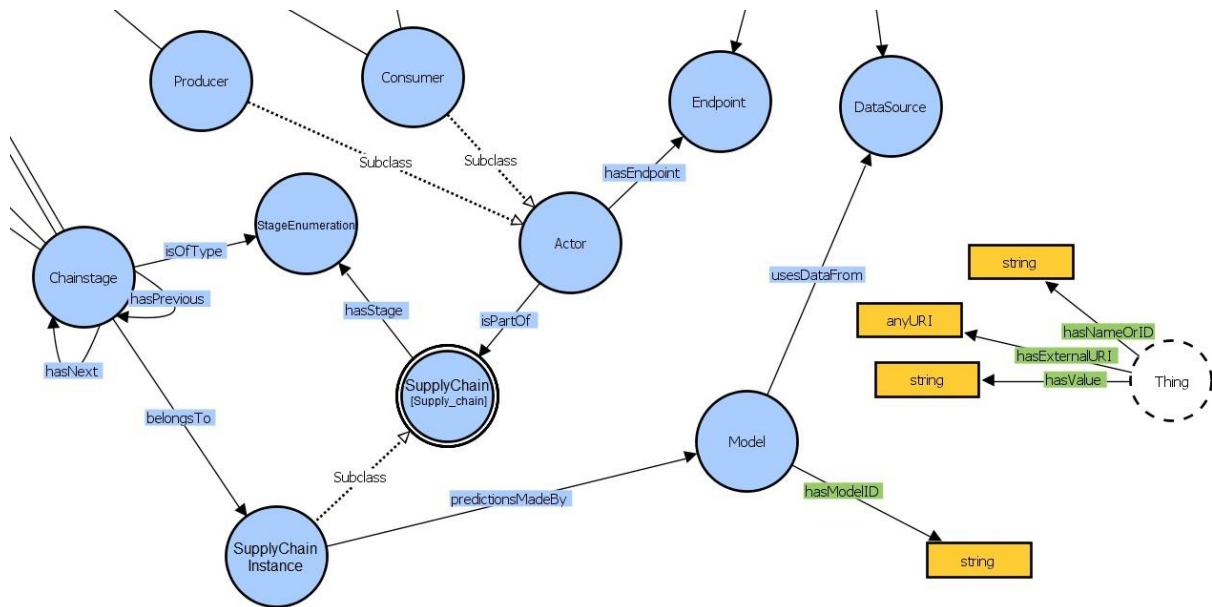 Producer
Consumer
Endpoint
DataSource
Subclass
Subclass
hasEndpoint
StageEnumeration
Actor
isOfType
Chainstage
usesDataFrom
string
hasPrevious
hasStage
isPartOf
anyURI
hasNameOrID
hasExternalURI
hasNext
string
hasValue
Thing
SupplyChain
[Supply_chain]
belongsTo
Model
Subclass
predictionsMadeBy
hasModelID
SupplyChain
Instance
string